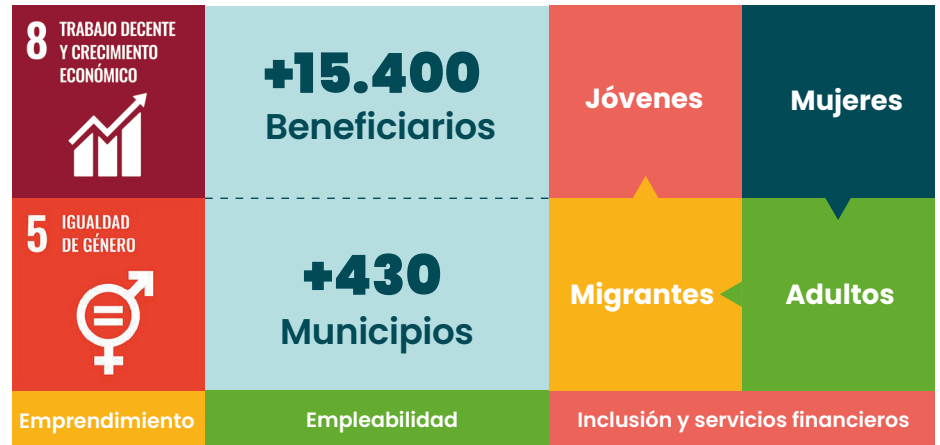 8 TRABAJO DECENTE
Y CRECIMIENTO
ECONÓMICO
+15.400
Beneficiarios
Jóvenes
Mujeres
5 IGUALDAD
DE GÉNERO
+430
Municipios
Migrantes
Adultos
Emprendimiento
Empleabilidad
Inclusión y servicios financieros